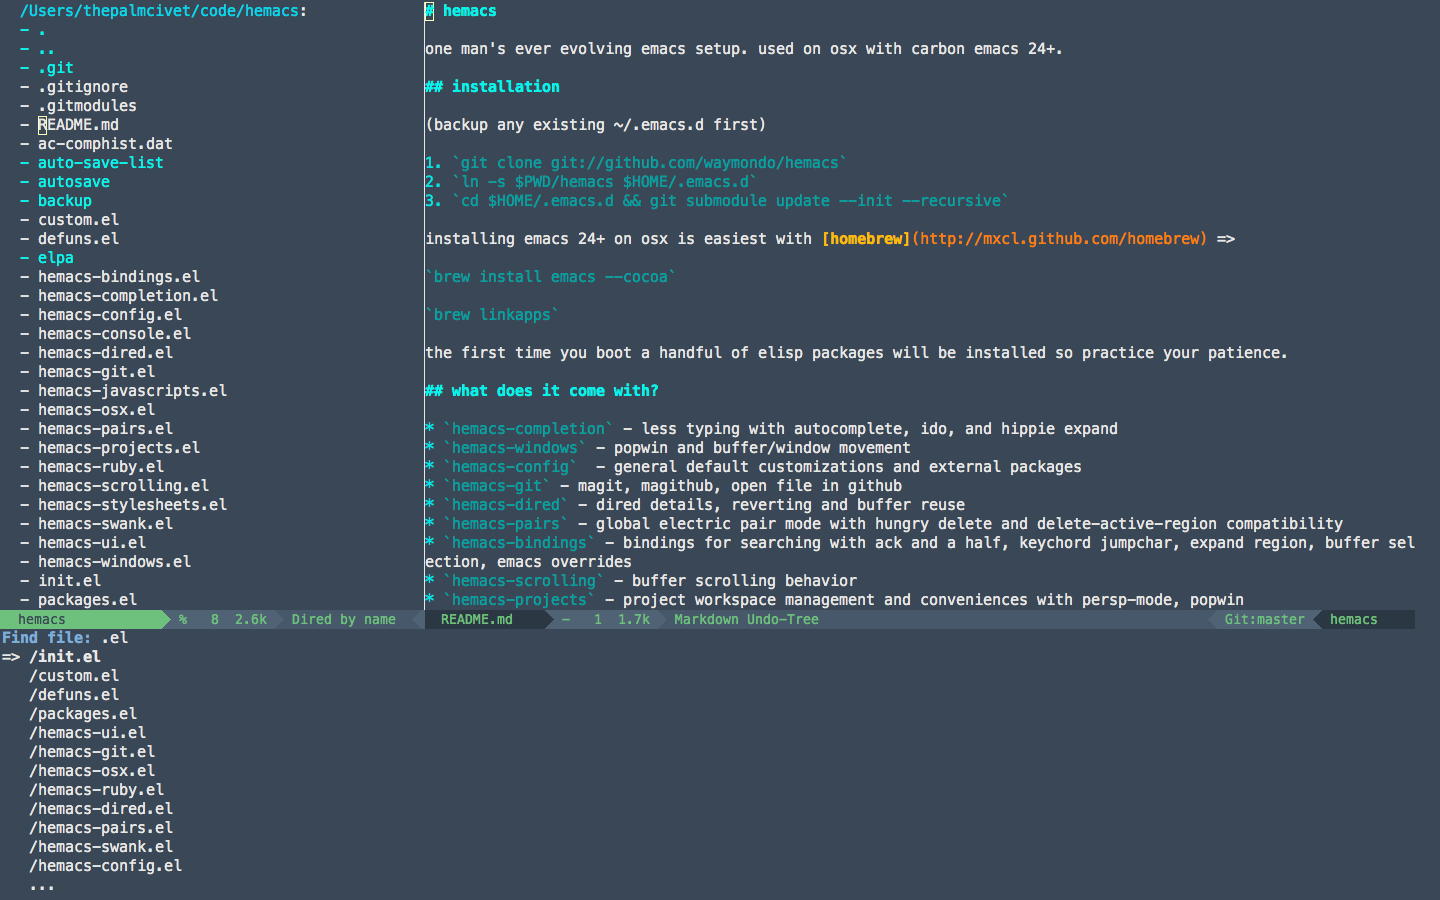 /Users/thepalmcivet/code/hemacs:
- .
- ..
- .git
- .gitignore
- .gitmodules
- README.md
- ac-comphist.dat
- auto-save-list
- autosave
- backup
- custom.el
- defuns.el
- elpa
- hemacs-bindings.el
- hemacs-completion.el
- hemacs-config.el
- hemacs-console.el
- hemacs-dired.el
- hemacs-git.el
- hemacs-javascripts.el
- hemacs-osx.el
- hemacs-pairs.el
- hemacs-projects.el
- hemacs-ruby.el
- hemacs-scrolling.el
- hemacs-stylesheets.el
- hemacs-swank.el
- hemacs-ui.el
- hemacs-windows.el
- init.el
- packages.el
hemacs % 8 2.6k Dired by name
# hemacs
one man's ever evolving emacs setup. used on osx with carbon emacs 24+.
## installation
(backup any existing ~/.emacs.d first)
1. `git clone git://github.com/waymondo/hemacs`
2. `ln -s $PWD/hemacs $HOME/.emacs.d`
3. `cd $HOME/.emacs.d && git submodule update --init --recursive`
installing emacs 24+ on osx is easiest with [homebrew](http://mxcl.github.com/homebrew) =>
`brew install emacs --cocoa`
`brew linkapps`
the first time you boot a handful of elisp packages will be installed so practice your patience.
## what does it come with?
* `hemacs-completion` - less typing with autocomplete, ido, and hippie expand
* `hemacs-windows` - popwin and buffer/window movement
* `hemacs-config`  - general default customizations and external packages
* `hemacs-git` - magit, magithub, open file in github
* `hemacs-dired` - dired details, reverting and buffer reuse
* `hemacs-pairs` - global electric pair mode with hungry delete and delete-active-region compatibility
* `hemacs-bindings` - bindings for searching with ack and a half, keychord jumpchar, expand region, buffer sel
ection, emacs overrides
* `hemacs-scrolling` - buffer scrolling behavior
* `hemacs-projects` - project workspace management and conveniences with persp-mode, popwin
README.md - 1 1.7k Markdown Undo-Tree Git:master hemacs
Find file: .el
=> /init.el
/custom.el
/defuns.el
/packages.el
/hemacs-ui.el
/hemacs-git.el
/hemacs-osx.el
/hemacs-ruby.el
/hemacs-dired.el
/hemacs-pairs.el
/hemacs-swank.el
/hemacs-config.el
...